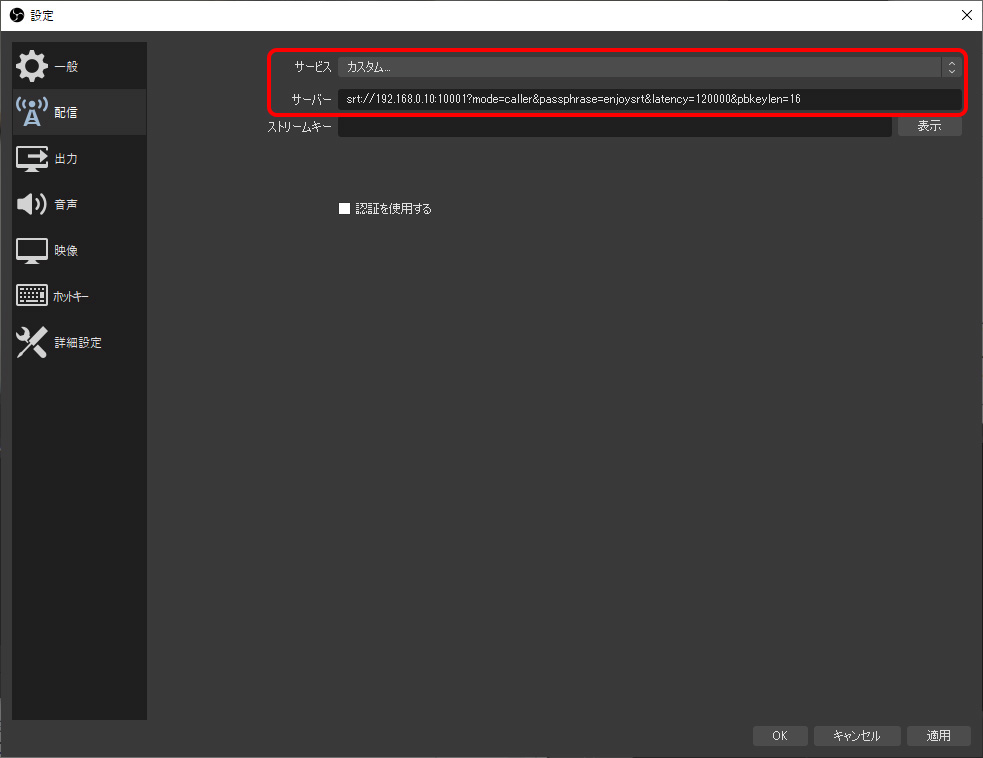 設定
一般
配信
出力
音声
映像
ホットキー
詳細設定
サービス カスタム...
サーバー srt://192.168.0.10:10001?mode=caller&passphrase=enjoysrt&latency=120000&pbkeylen=16
ストリームキー 表示
認証を使用する
OK キャンセル 適用